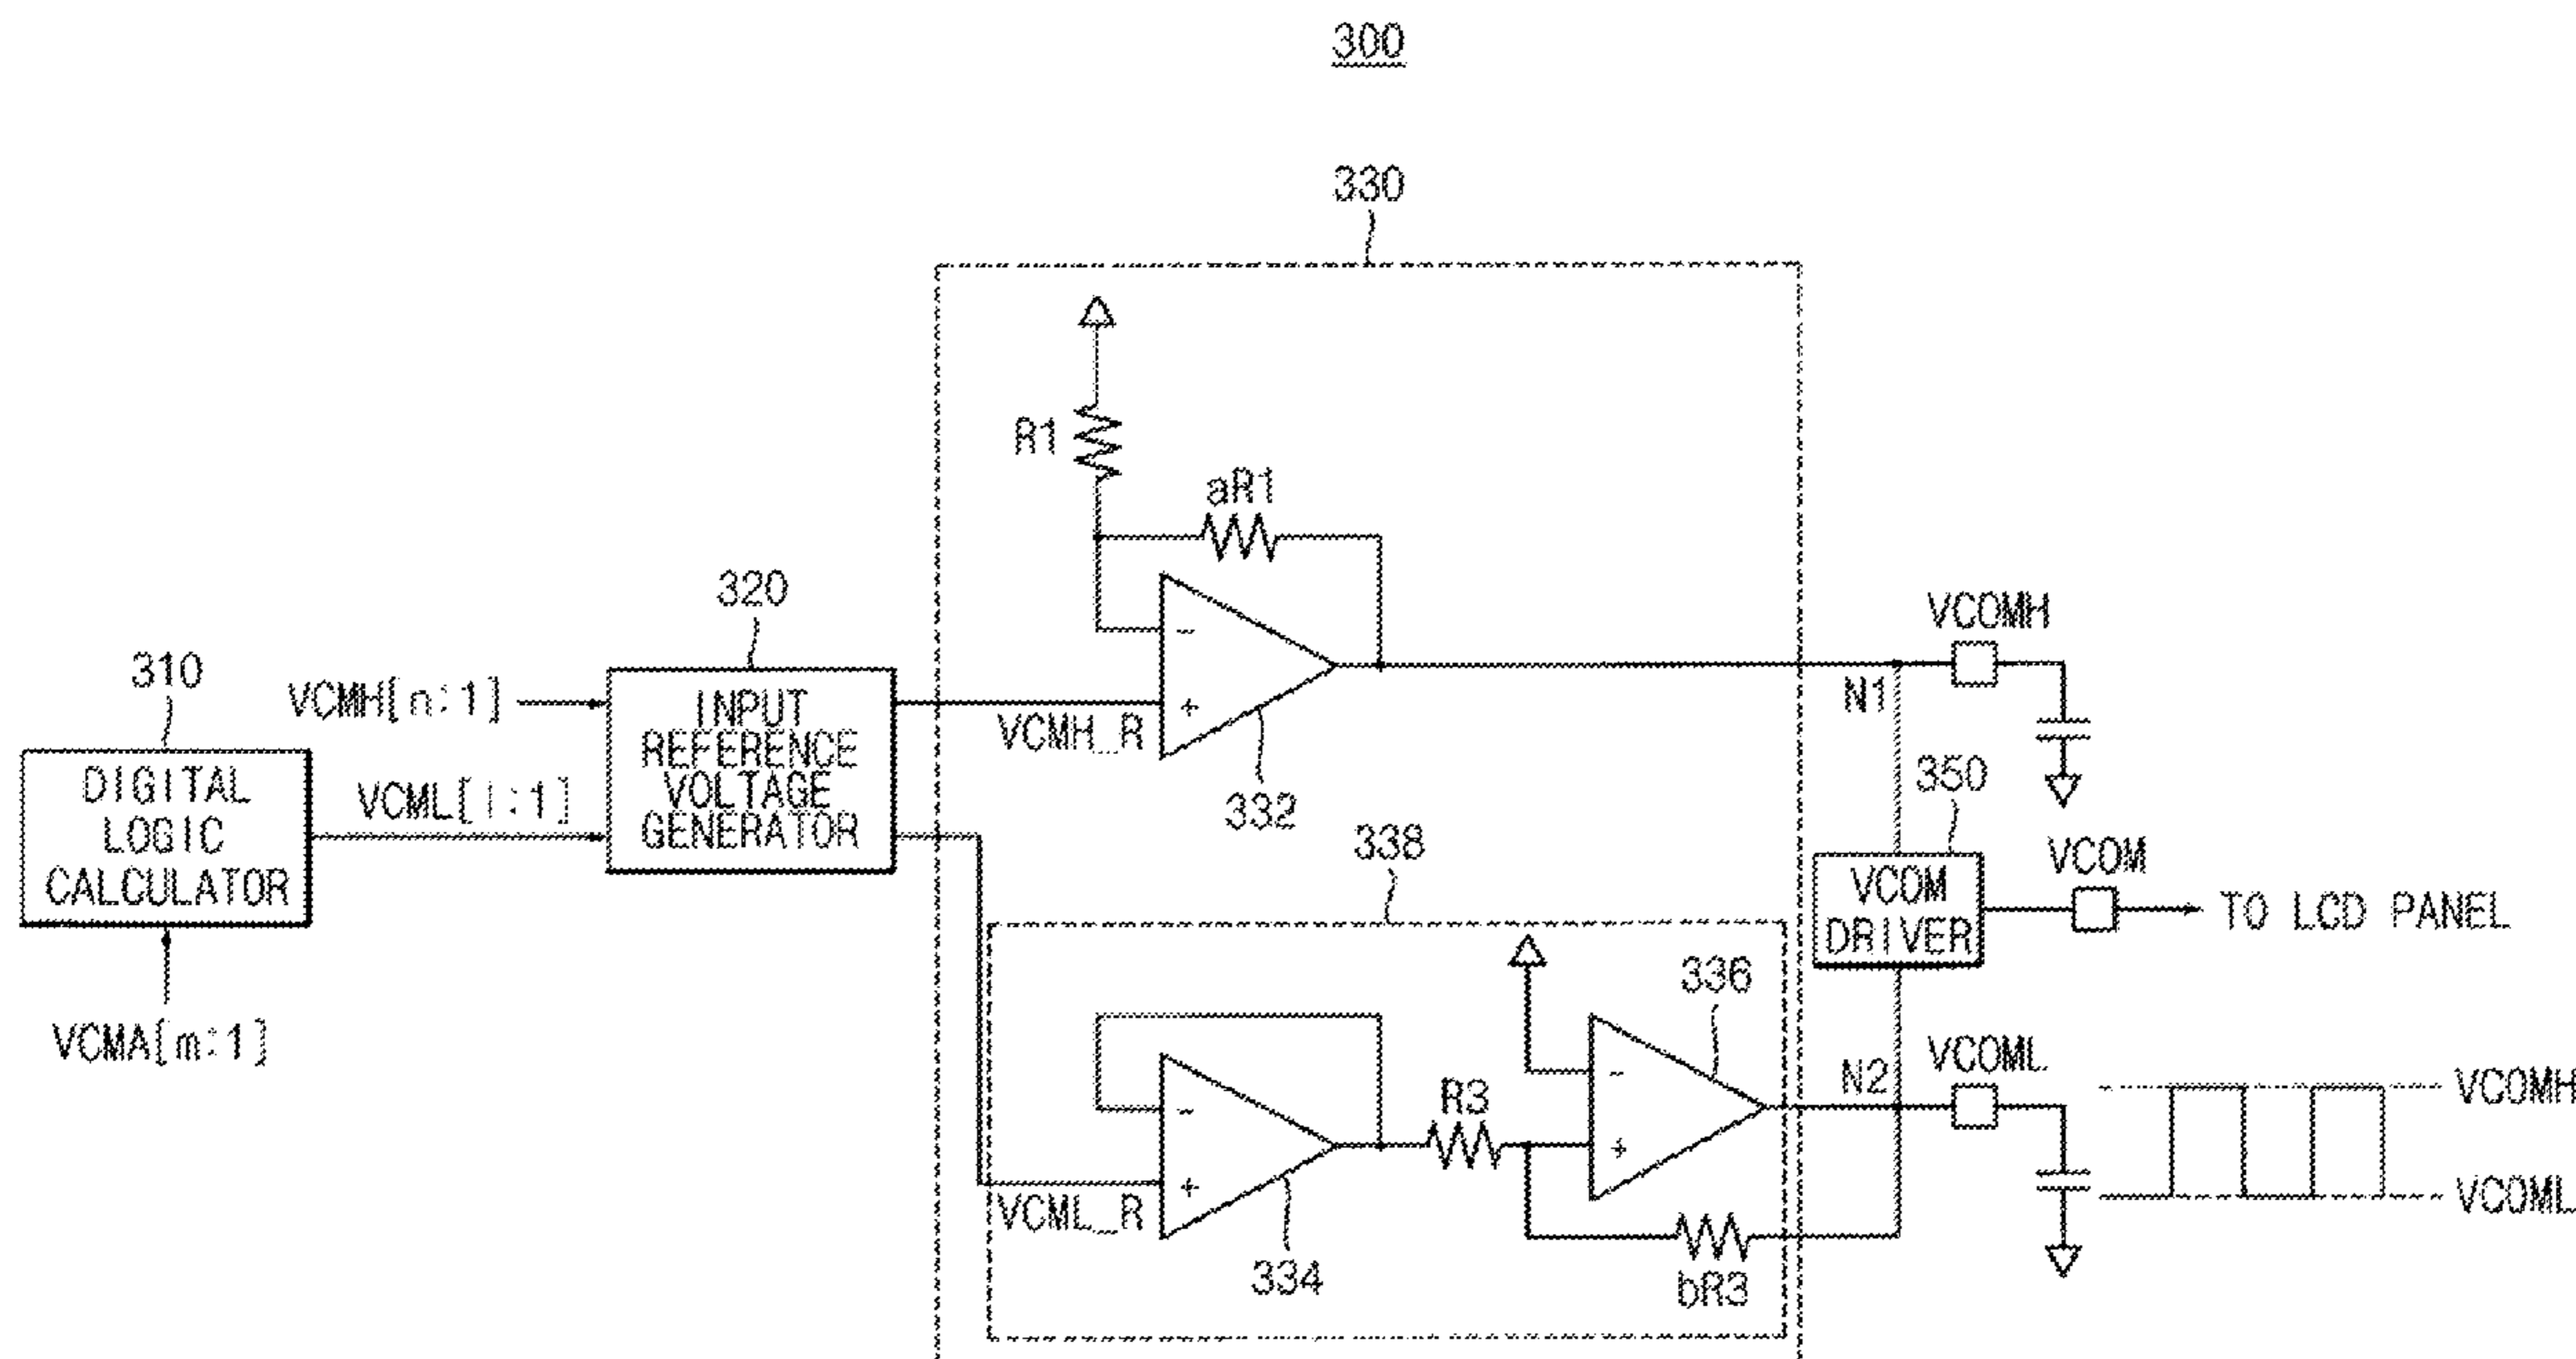 300
330
R1
aR1
320
310
VCMH[n:1]
INPUT
REFERENCE
VOLTAGE
GENERATOR
VCMH_R
-
+
332
VCOMH
N1
350
DIGITAL
LOGIC
CALCULATOR
VCML[l:1]
338
VCOM
DRIVER
VCOM
TO LCD PANEL
VCMA[m:1]
336
R3
-
+
-
+
VCML_R
334
bR3
N2
VCOML
VCOMH
VCOML